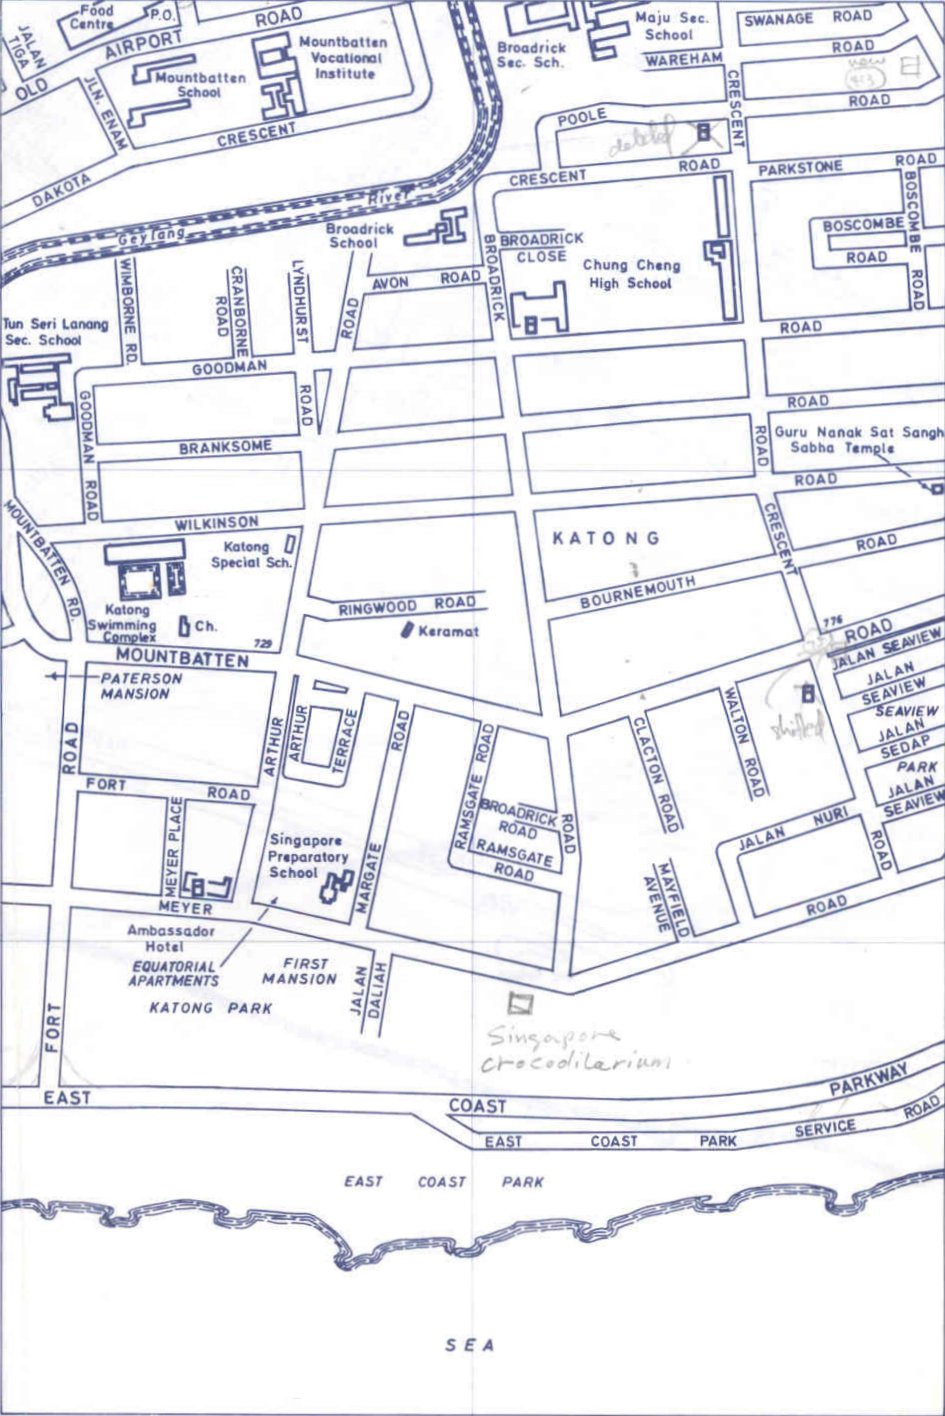 Food
Centre
P.O.
ROAD
AIRPORT
OLD
JALAN
TIGA
JLN. ENAM
Mountbatten
School
Mountbatten
Vocational
Institute
CRESCENT
DAKOTA
Geylang
River
Broadrick
Sec. Sch.
Maju Sec.
School
SWANAGE ROAD
WAREHAM
ROAD
CRESCENT
new
ROAD
POOLE
deleted
CRESCENT
ROAD
PARKSTONE
ROAD
BOSCOMBE
ROAD
BOSCOMBE
ROAD
Broadrick
School
BROADRICK
BROADRICK
CLOSE
AVON ROAD
Chung Cheng
High School
ROAD
Tun Seri Lanang
Sec. School
WIMBORNE RD.
CRANBORNE
ROAD
LYNDHURST
ROAD
ROAD
GOODMAN
GOODMAN
ROAD
BRANKSOME
ROAD
ROAD
Guru Nanak Sat Sangh
Sabha Temple
ROAD
MOUNTBATTEN
RD.
WILKINSON
Katong
Special Sch.
KATONG
CRESCENT
ROAD
Katong
Swimming
Complex
Ch.
RINGWOOD ROAD
Keramat
BOURNEMOUTH
729
MOUNTBATTEN
776
ROAD
JALAN SEAVIEW
JALAN
SEAVIEW
PATERSON
MANSION
SEAVIEW
JALAN
SEDAP
PARK
JALAN
SEAVIEW
shifted
ROAD
ARTHUR
ARTHUR
TERRACE
ROAD
MARGATE
RAMSGATE ROAD
CLACTON ROAD
WALTON ROAD
FORT
ROAD
MEYER PLACE
BROADRICK
ROAD
ROAD
RAMSGATE
ROAD
JALAN NURI
ROAD
Singapore
Preparatory
School
MAYFIELD
AVENUE
ROAD
MEYER
Ambassador
Hotel
EQUATORIAL
APARTMENTS
FIRST
MANSION
JALAN
DALIAH
KATONG PARK
FORT
Singapore
crocodilarium
EAST
COAST
PARKWAY
EAST COAST PARK SERVICE ROAD
EAST COAST PARK
SEA